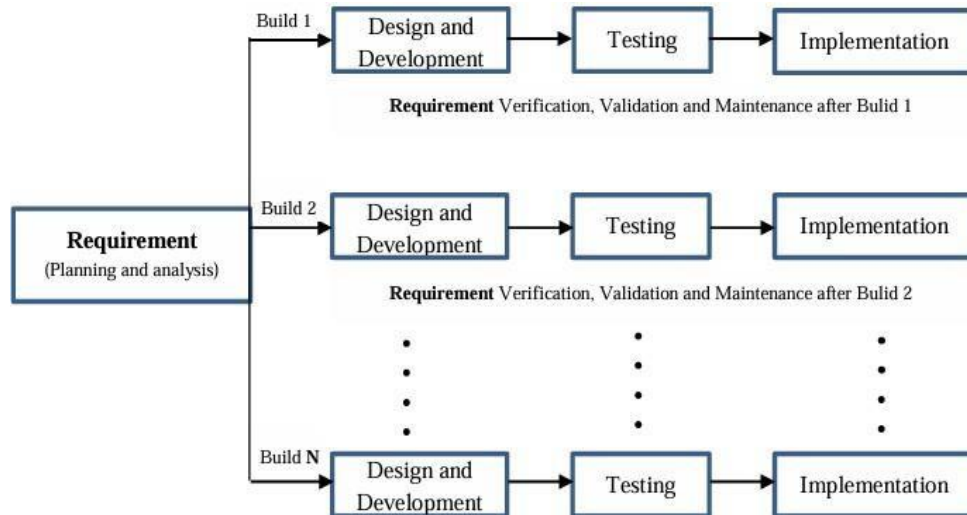 Build 1
Design and
Development
Testing
Implementation
Requirement Verification, Validation and Maintenance after Bulid 1
Requirement
(Planning and analysis)
Build 2
Design and
Development
Testing
Implementation
Requirement Verification, Validation and Maintenance after Bulid 2
Build N
Design and
Development
Testing
Implementation